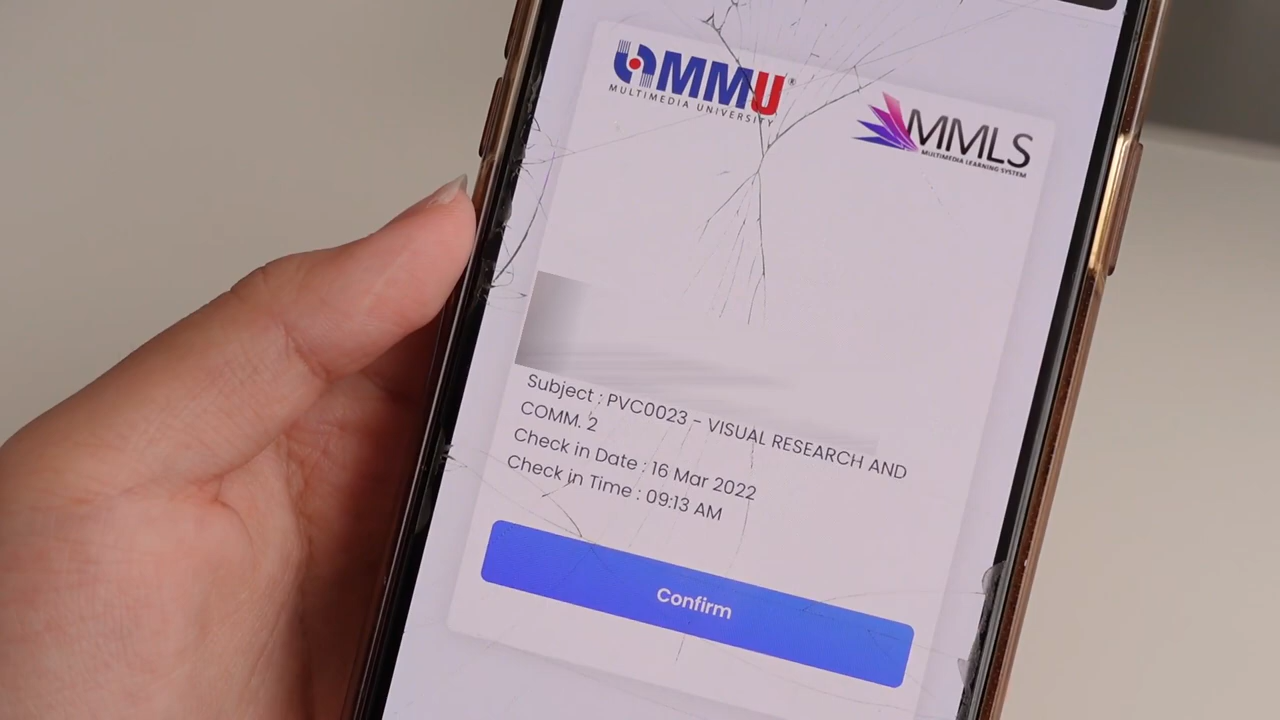 MMU®
MULTIMEDIA UNIVERSITY
MMLS
MULTIMEDIA LEARNING SYSTEM
Subject : PVC0023 - VISUAL RESEARCH AND
COMM. 2
Check in Date : 16 Mar 2022
Check in Time : 09:13 AM
Confirm